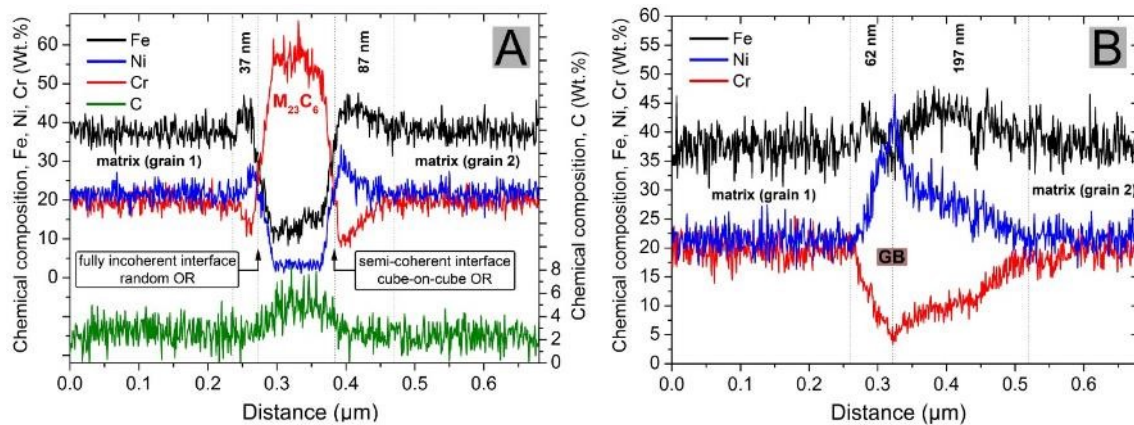 A
Fe
Ni
Cr
C
37 nm
87 nm
M23C6
matrix (grain 1)
matrix (grain 2)
fully incoherent interface
random OR
semi-coherent interface
cube-on-cube OR
Chemical composition, Fe, Ni, Cr (Wt.%)
60
50
40
30
20
10
0
Chemical composition, C (Wt.%)
8
6
4
2
0
0.0 0.1 0.2 0.3 0.4 0.5 0.6
Distance (µm)
B
Fe
Ni
Cr
62 nm
197 nm
matrix (grain 1)
matrix (grain 2)
GB
Chemical composition, Fe, Ni, Cr (Wt.%)
60
55
50
45
40
35
30
25
20
15
10
5
0
0.0 0.1 0.2 0.3 0.4 0.5 0.6
Distance (µm)